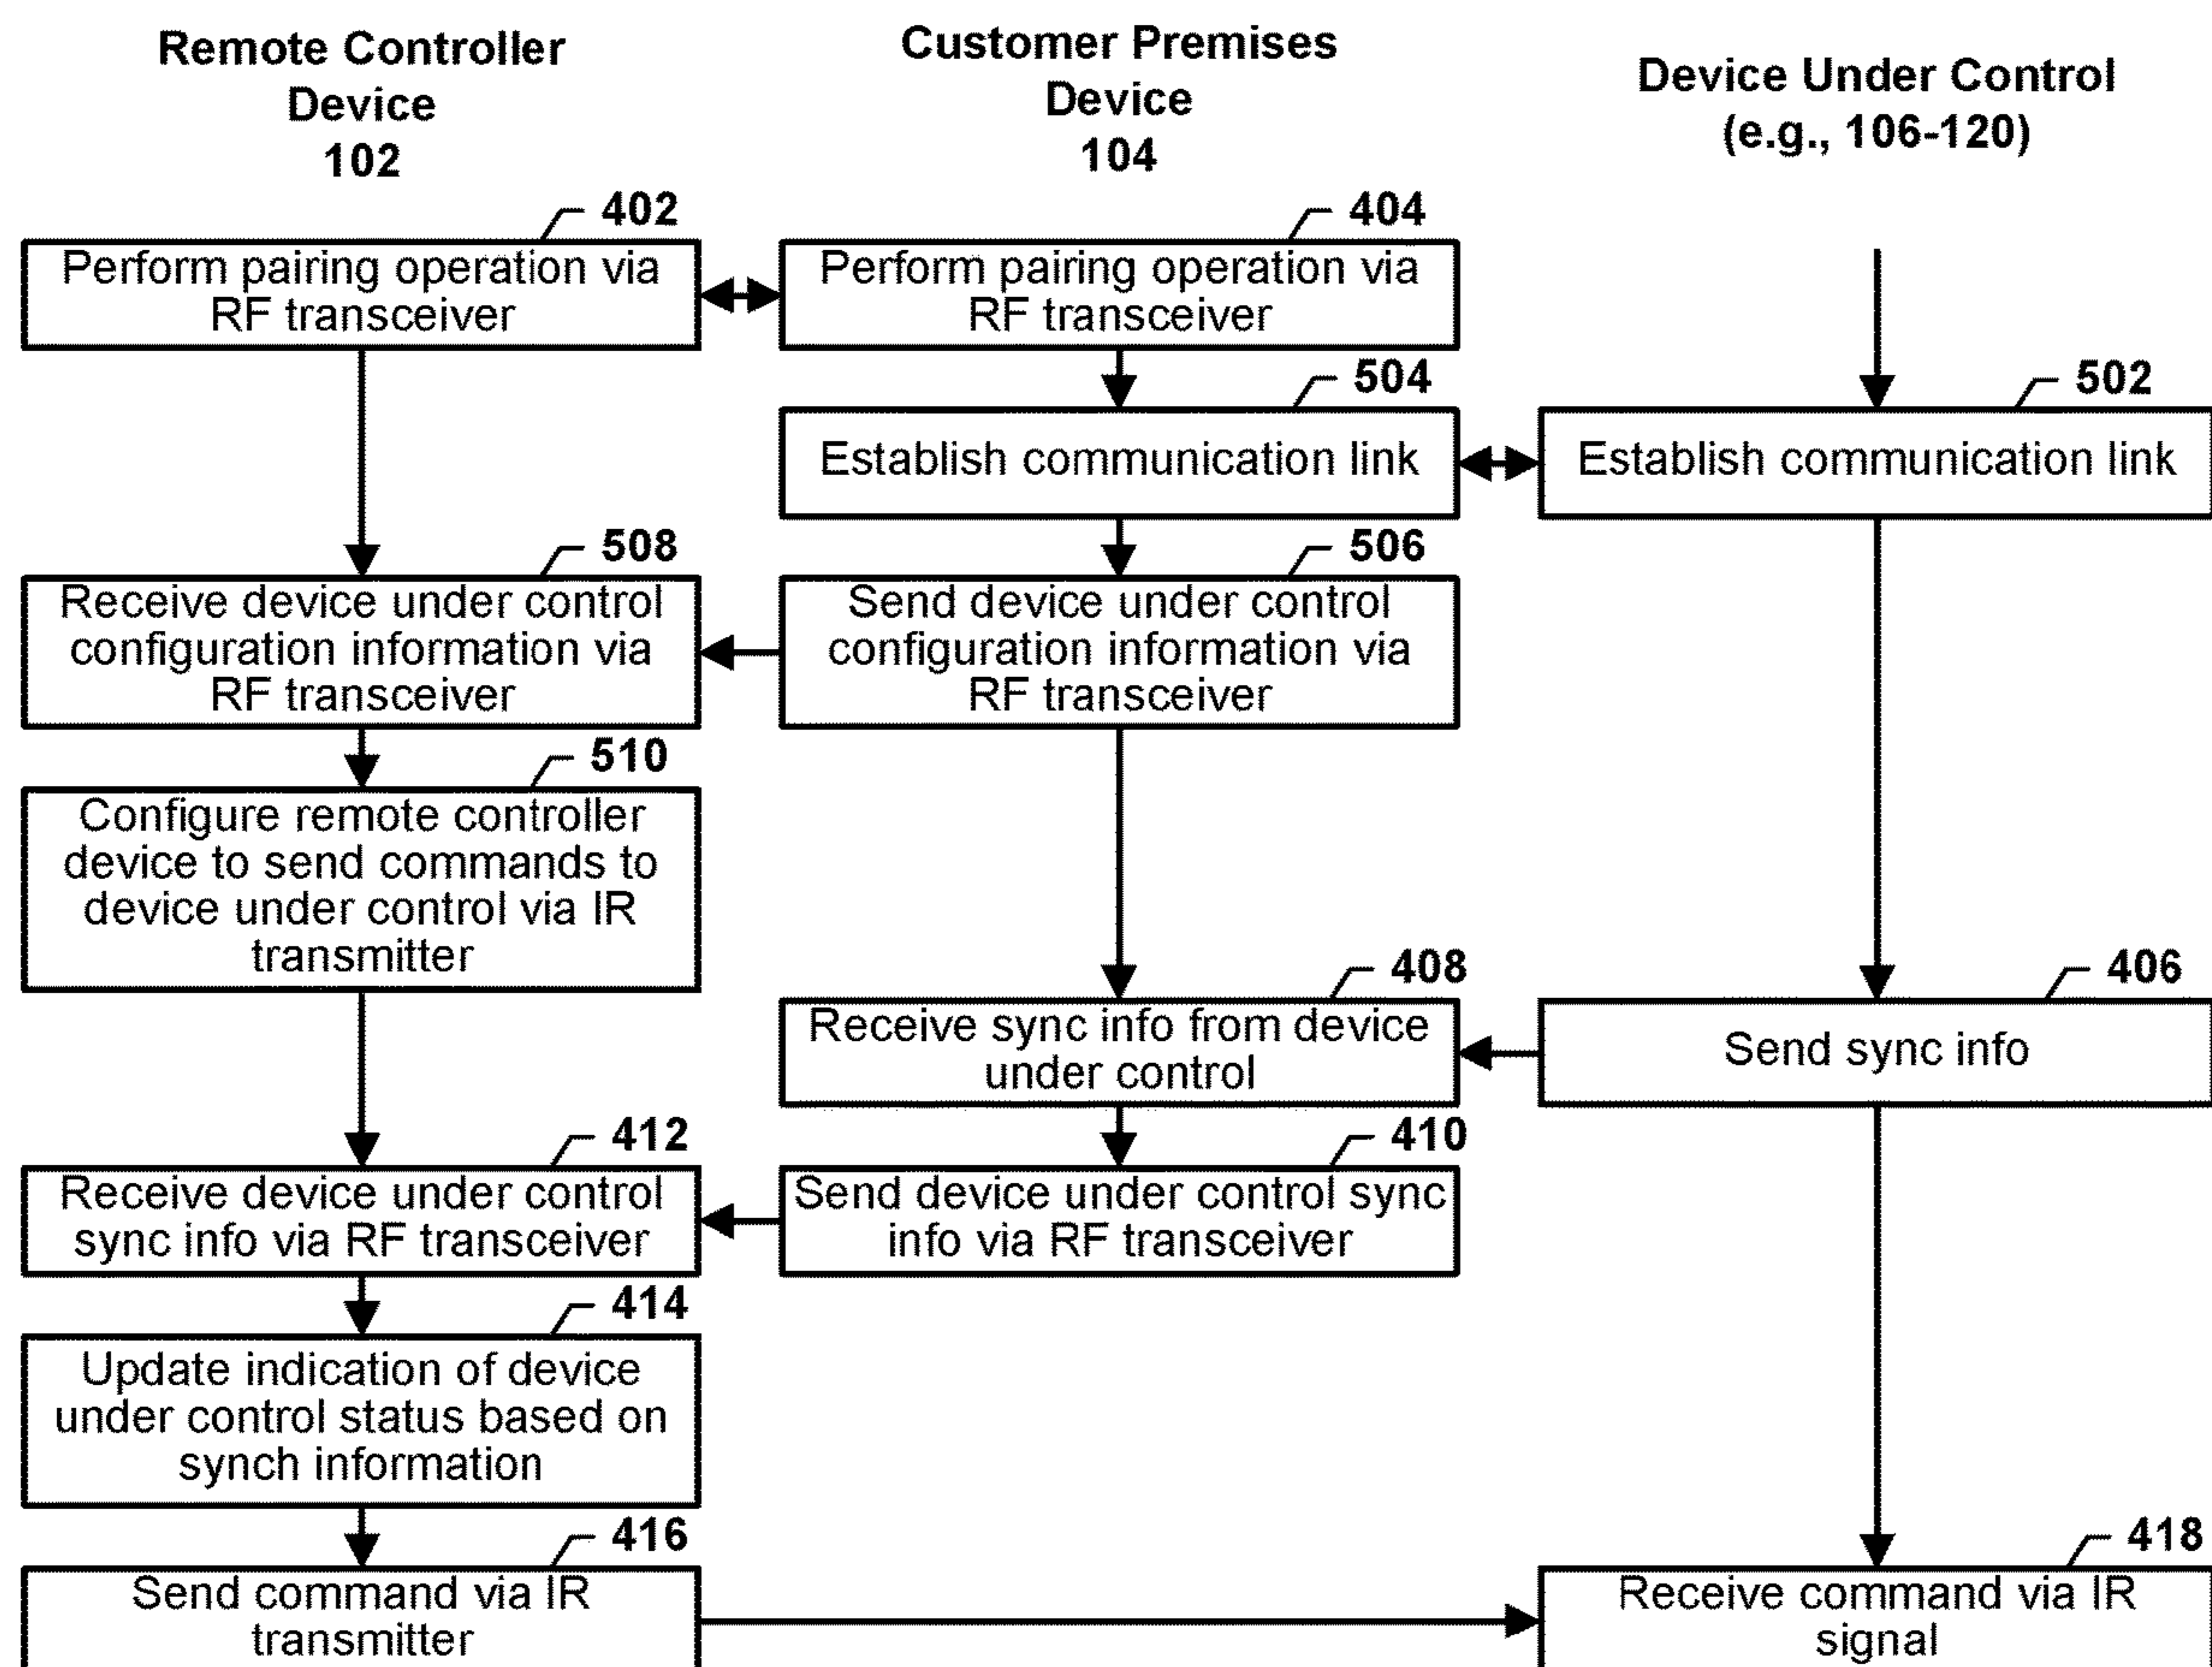 Remote Controller
Device
102
Customer Premises
Device
104
Device Under Control
(e.g., 106-120)
402
Perform pairing operation via
RF transceiver
404
Perform pairing operation via
RF transceiver
504
Establish communication link
502
Establish communication link
508
Receive device under control
configuration information via
RF transceiver
506
Send device under control
configuration information via
RF transceiver
510
Configure remote controller
device to send commands to
device under control via IR
transmitter
408
Receive sync info from device
under control
406
Send sync info
412
Receive device under control
sync info via RF transceiver
410
Send device under control sync
info via RF transceiver
414
Update indication of device
under control status based on
synch information
416
Send command via IR
transmitter
418
Receive command via IR
signal